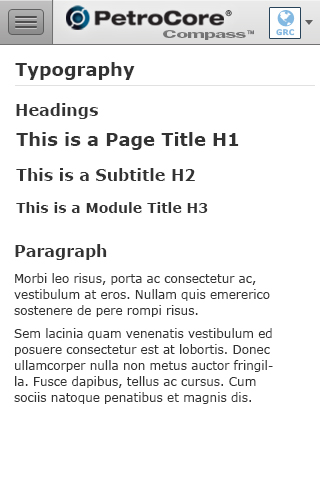 PetroCore®
Compass™
GRC
Typography
Headings
This is a Page Title H1
This is a Subtitle H2
This is a Module Title H3
Paragraph
Morbi leo risus, porta ac consectetur ac,
vestibulum at eros. Nullam quis emererico
sostenere de pere rompi risus.
Sem lacinia quam venenatis vestibulum ed
posuere consectetur est at lobortis. Donec
ullamcorper nulla non metus auctor fringil-
la. Fusce dapibus, tellus ac cursus. Cum
sociis natoque penatibus et magnis dis.